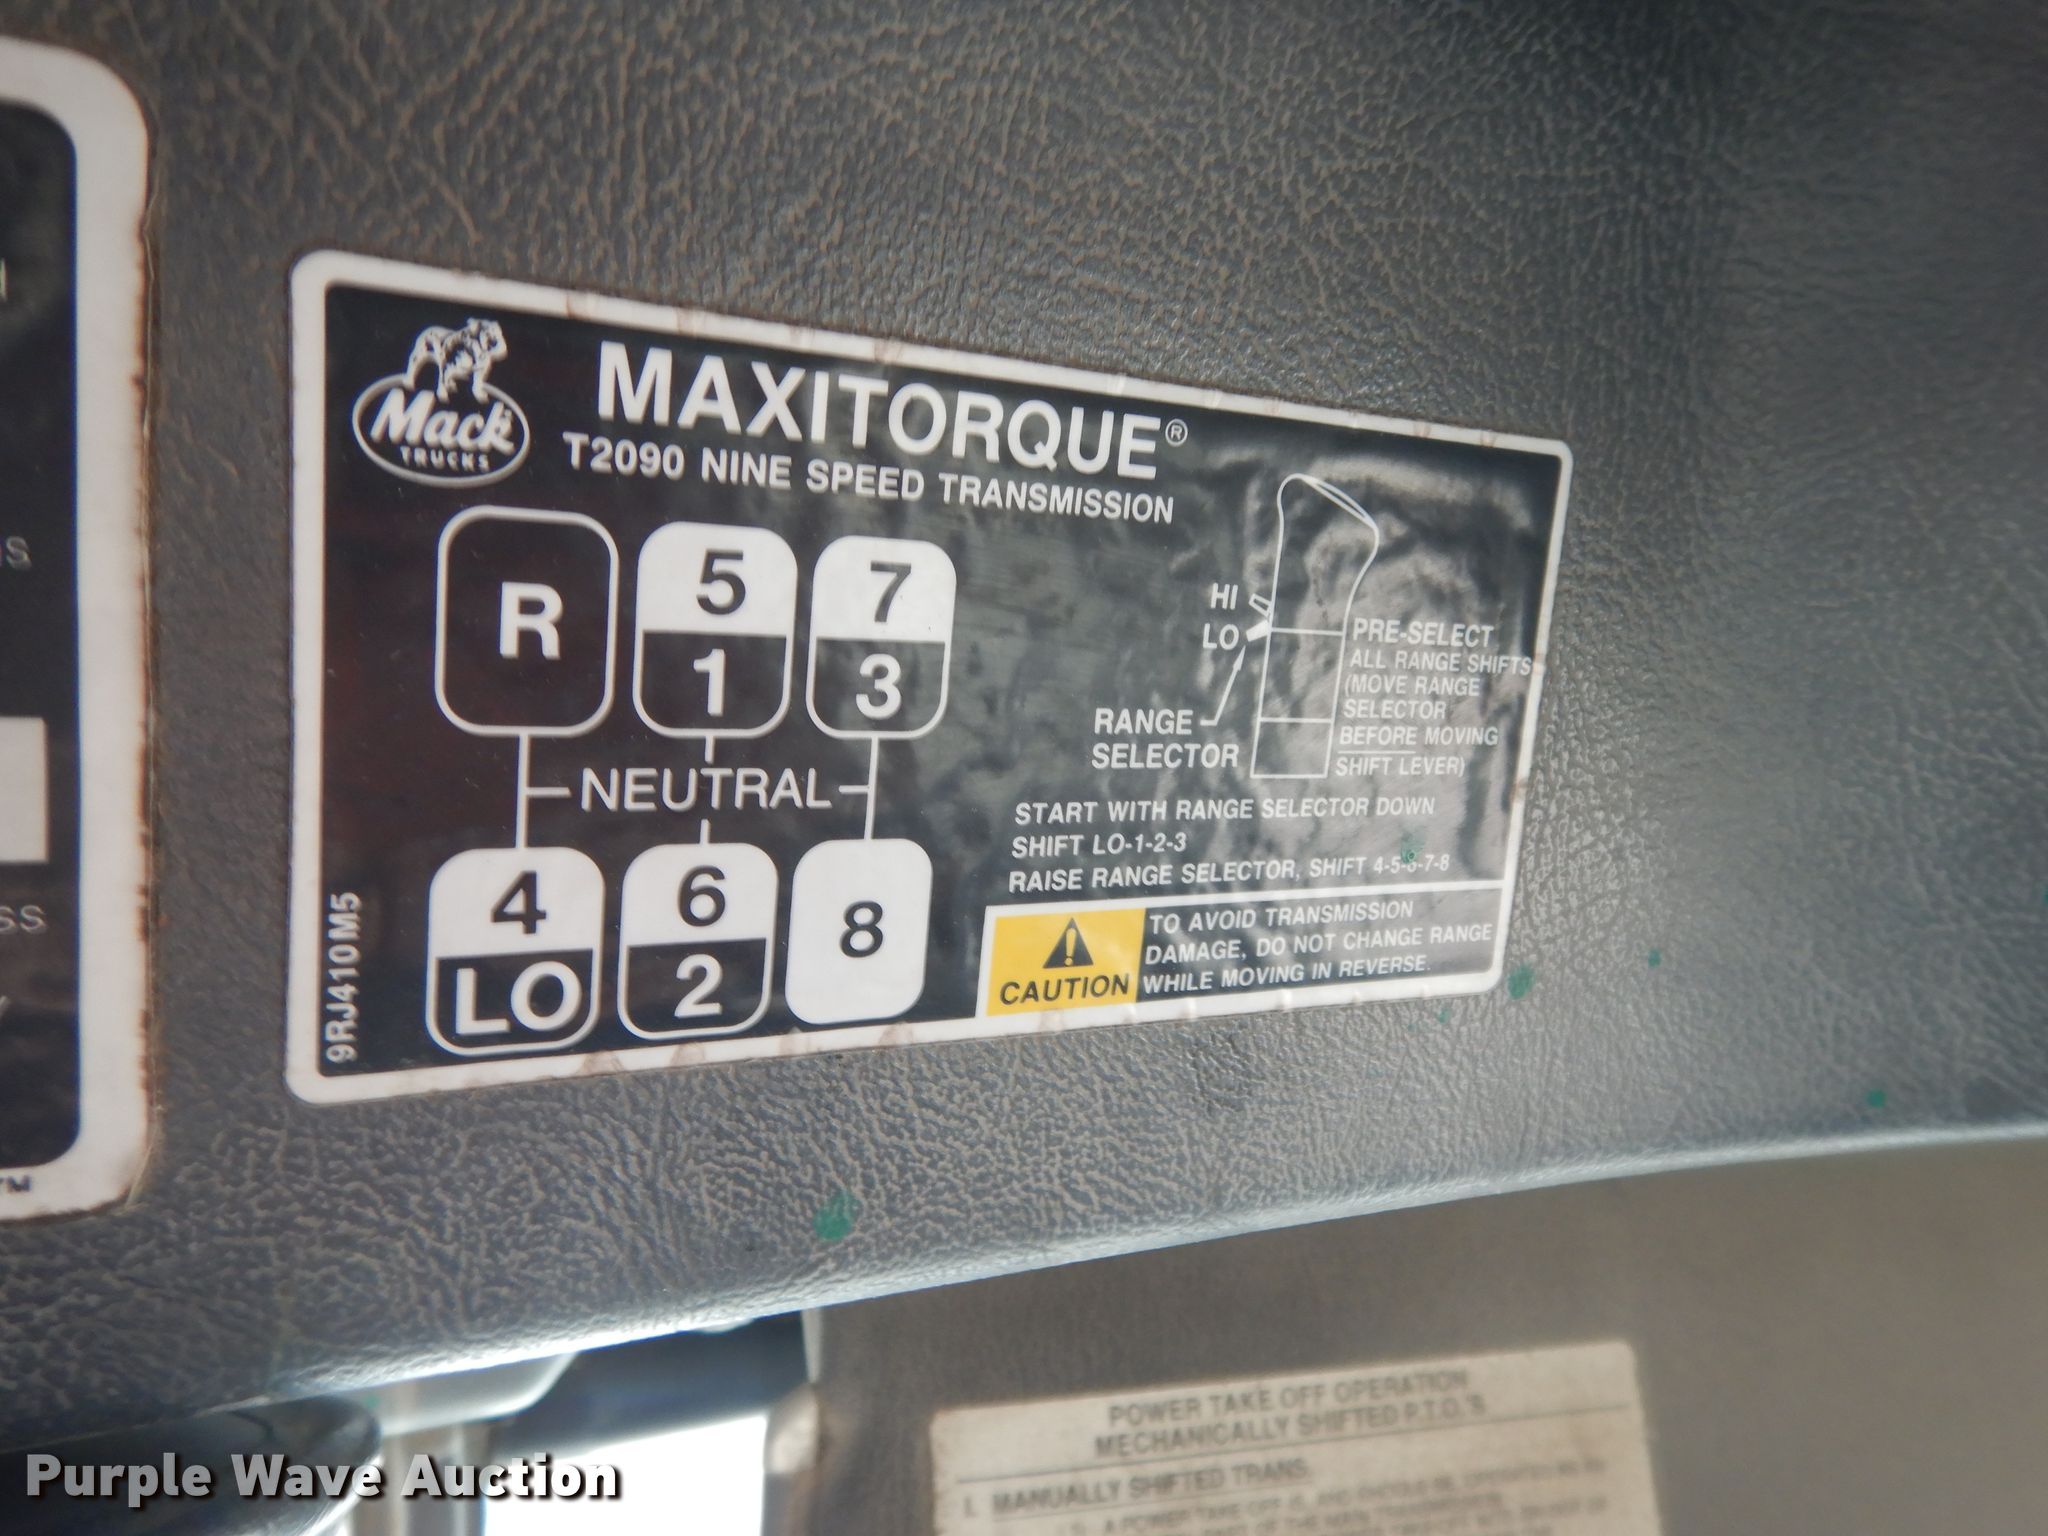 Mack
TRUCKS
MAXITORQUE®
T2090 NINE SPEED TRANSMISSION
R
5
1
7
3
NEUTRAL
4
LO
6
2
8
9RJ410M5
HI
LO
RANGE
SELECTOR
PRE-SELECT
ALL RANGE SHIFTS
(MOVE RANGE
SELECTOR
BEFORE MOVING
SHIFT LEVER)
START WITH RANGE SELECTOR DOWN
SHIFT LO-1-2-3
RAISE RANGE SELECTOR, SHIFT 4-5-6-7-8
CAUTION
TO AVOID TRANSMISSION
DAMAGE, DO NOT CHANGE RANGE
WHILE MOVING IN REVERSE.
SS
TM
POWER TAKE OFF OPERATION
MECHANICALLY SHIFTED P.T.O.'S
I. MANUALLY SHIFTED TRANS.
Purple Wave Auction